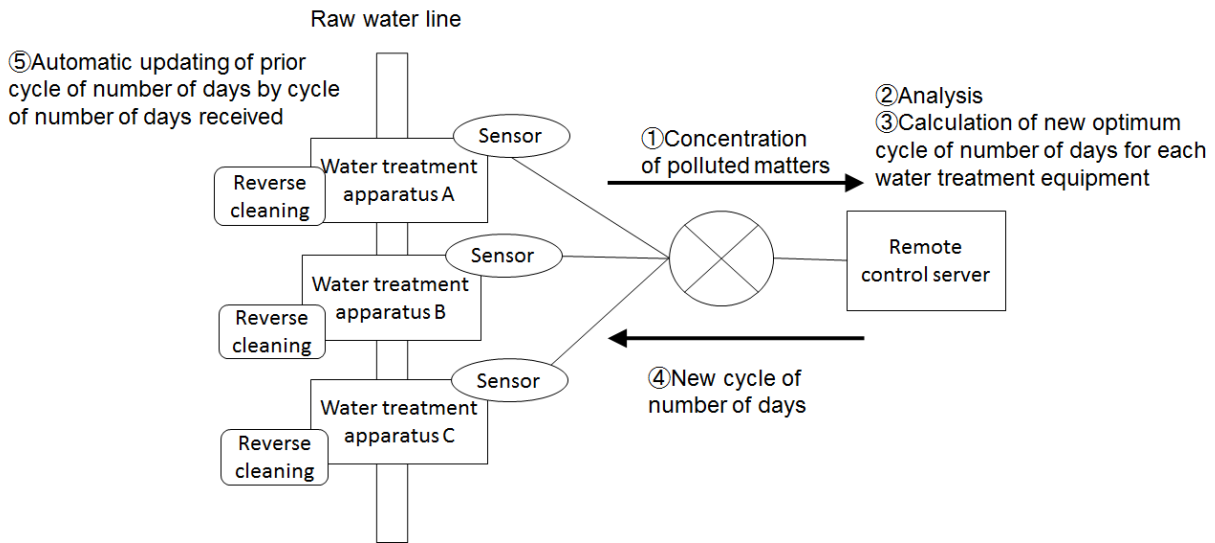 Raw water line
⑤Automatic updating of prior
cycle of number of days by cycle
of number of days received
Sensor
Water treatment
apparatus A
Reverse
cleaning
Sensor
Water treatment
apparatus B
Reverse
cleaning
Sensor
Water treatment
apparatus C
Reverse
cleaning
①Concentration
of polluted matters
②Analysis
③Calculation of new optimum
cycle of number of days for each
water treatment equipment
Remote
control server
④New cycle of
number of days